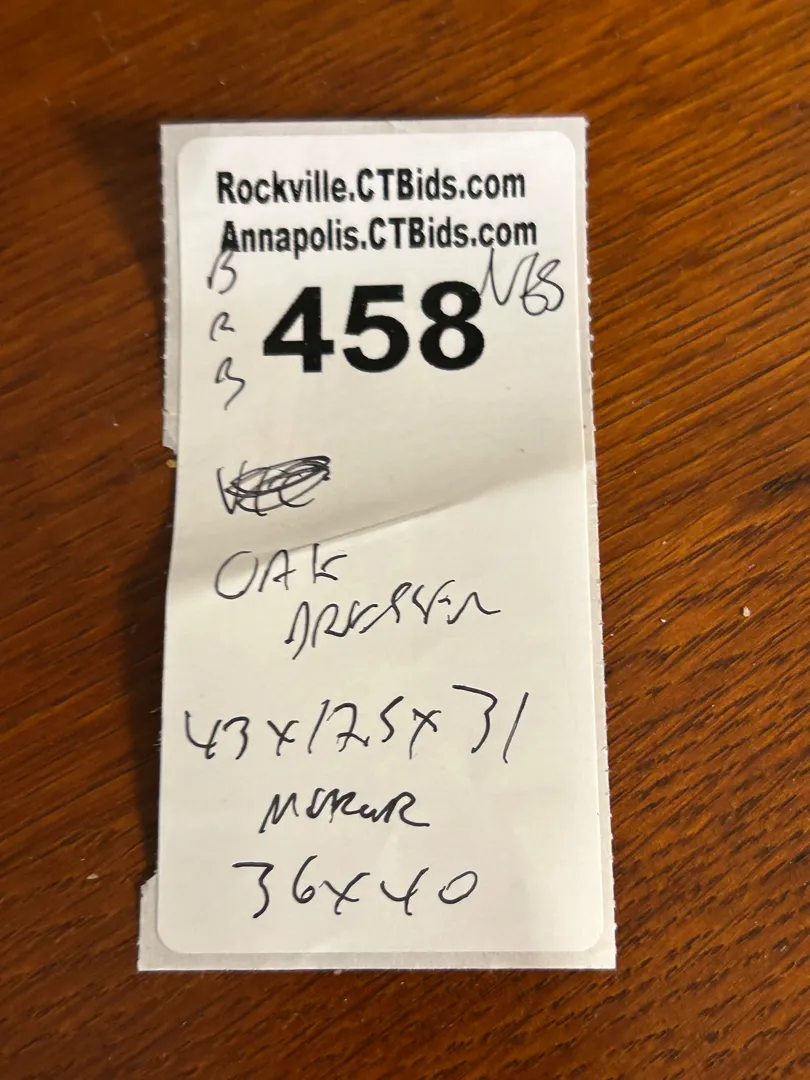 Rockville.CTBids.com
Annapolis.CTBids.com
B
R
B
458
OAK
DRESSER
43x17.5x31
MIRROR
36x40